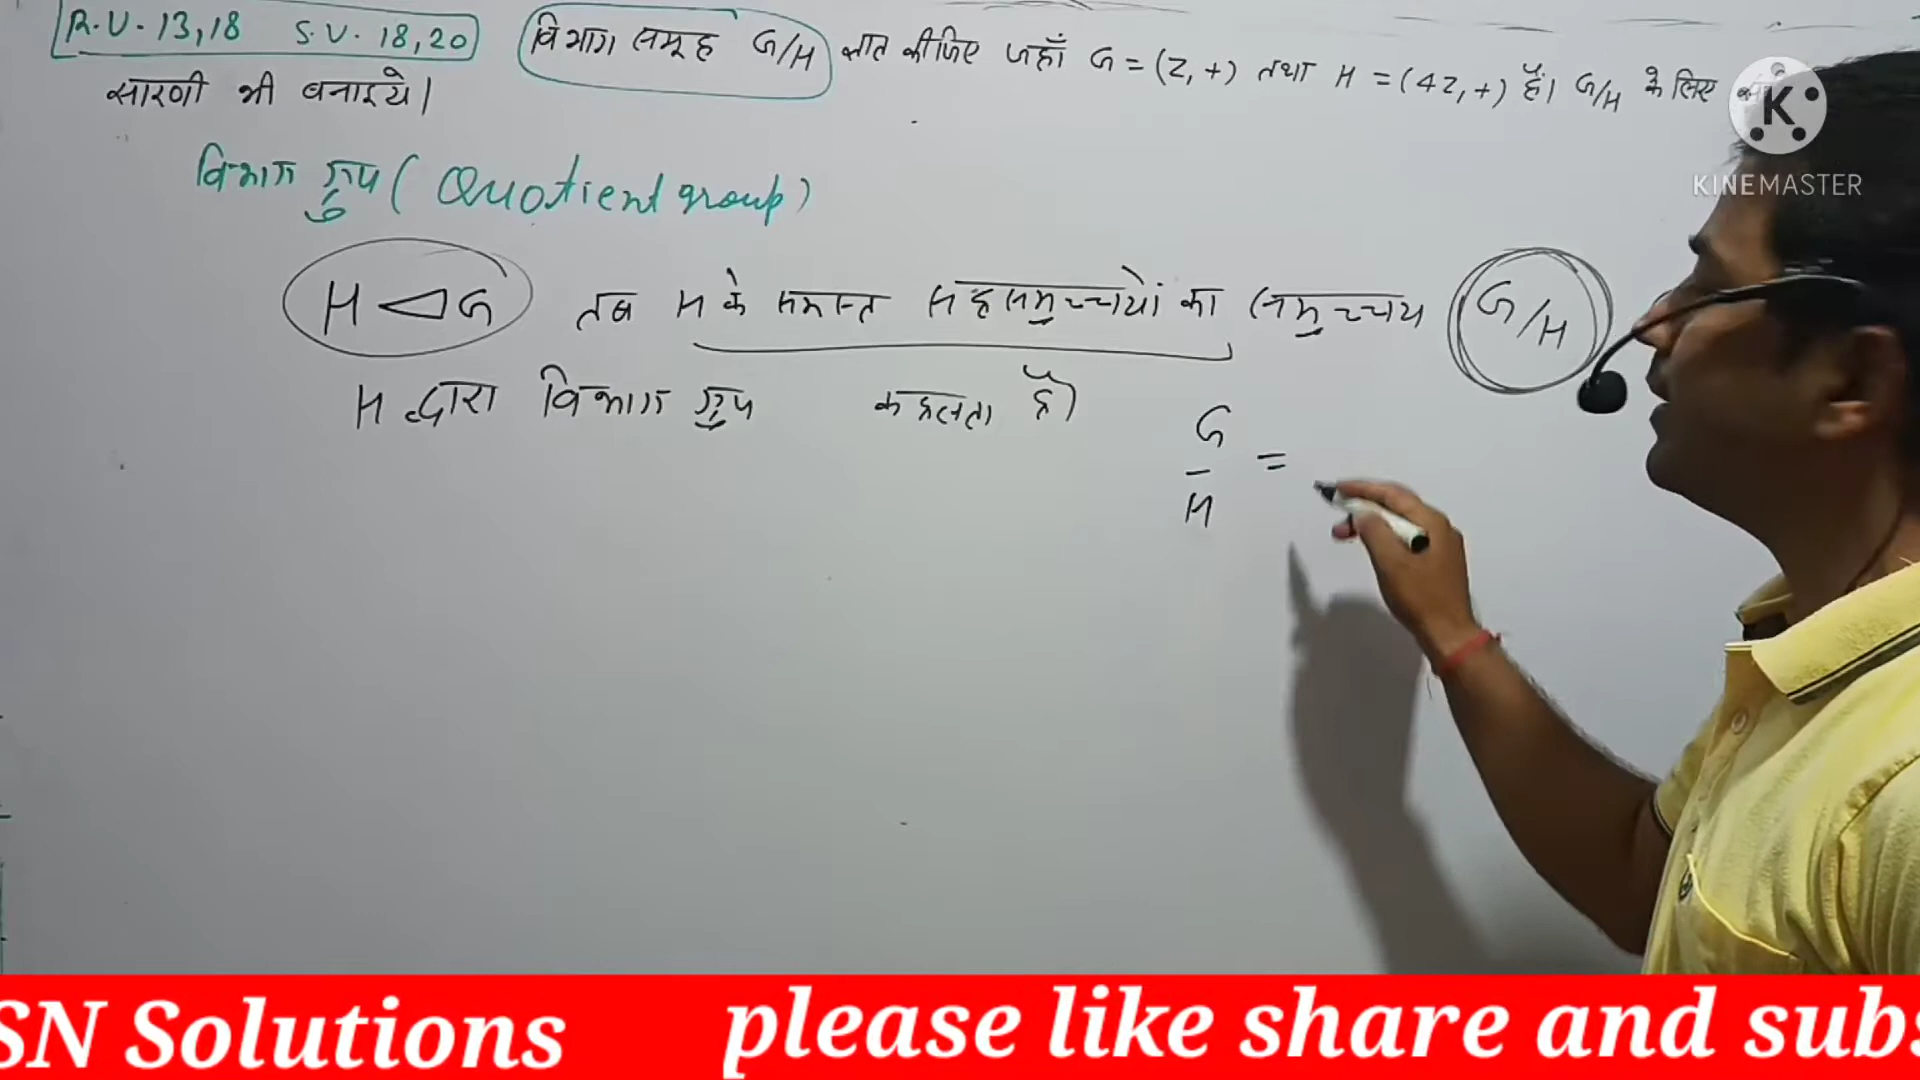 R.U. 13,18 S.U. 18,20 विभाग समूह G/H ज्ञात कीजिए जहाँ G = (Z, +) तथा H = (4Z, +) हैं। G/H के लिए
सारणी भी बनाइये।
विभाग ग्रुप (Quotient group)
H ◁ G तब H के समस्त सहसमुच्चयों का समुच्चय G/H
H द्वारा विभाग ग्रुप कहलाता है।
G/H =
K
KINEMASTER
SN Solutions please like share and subs